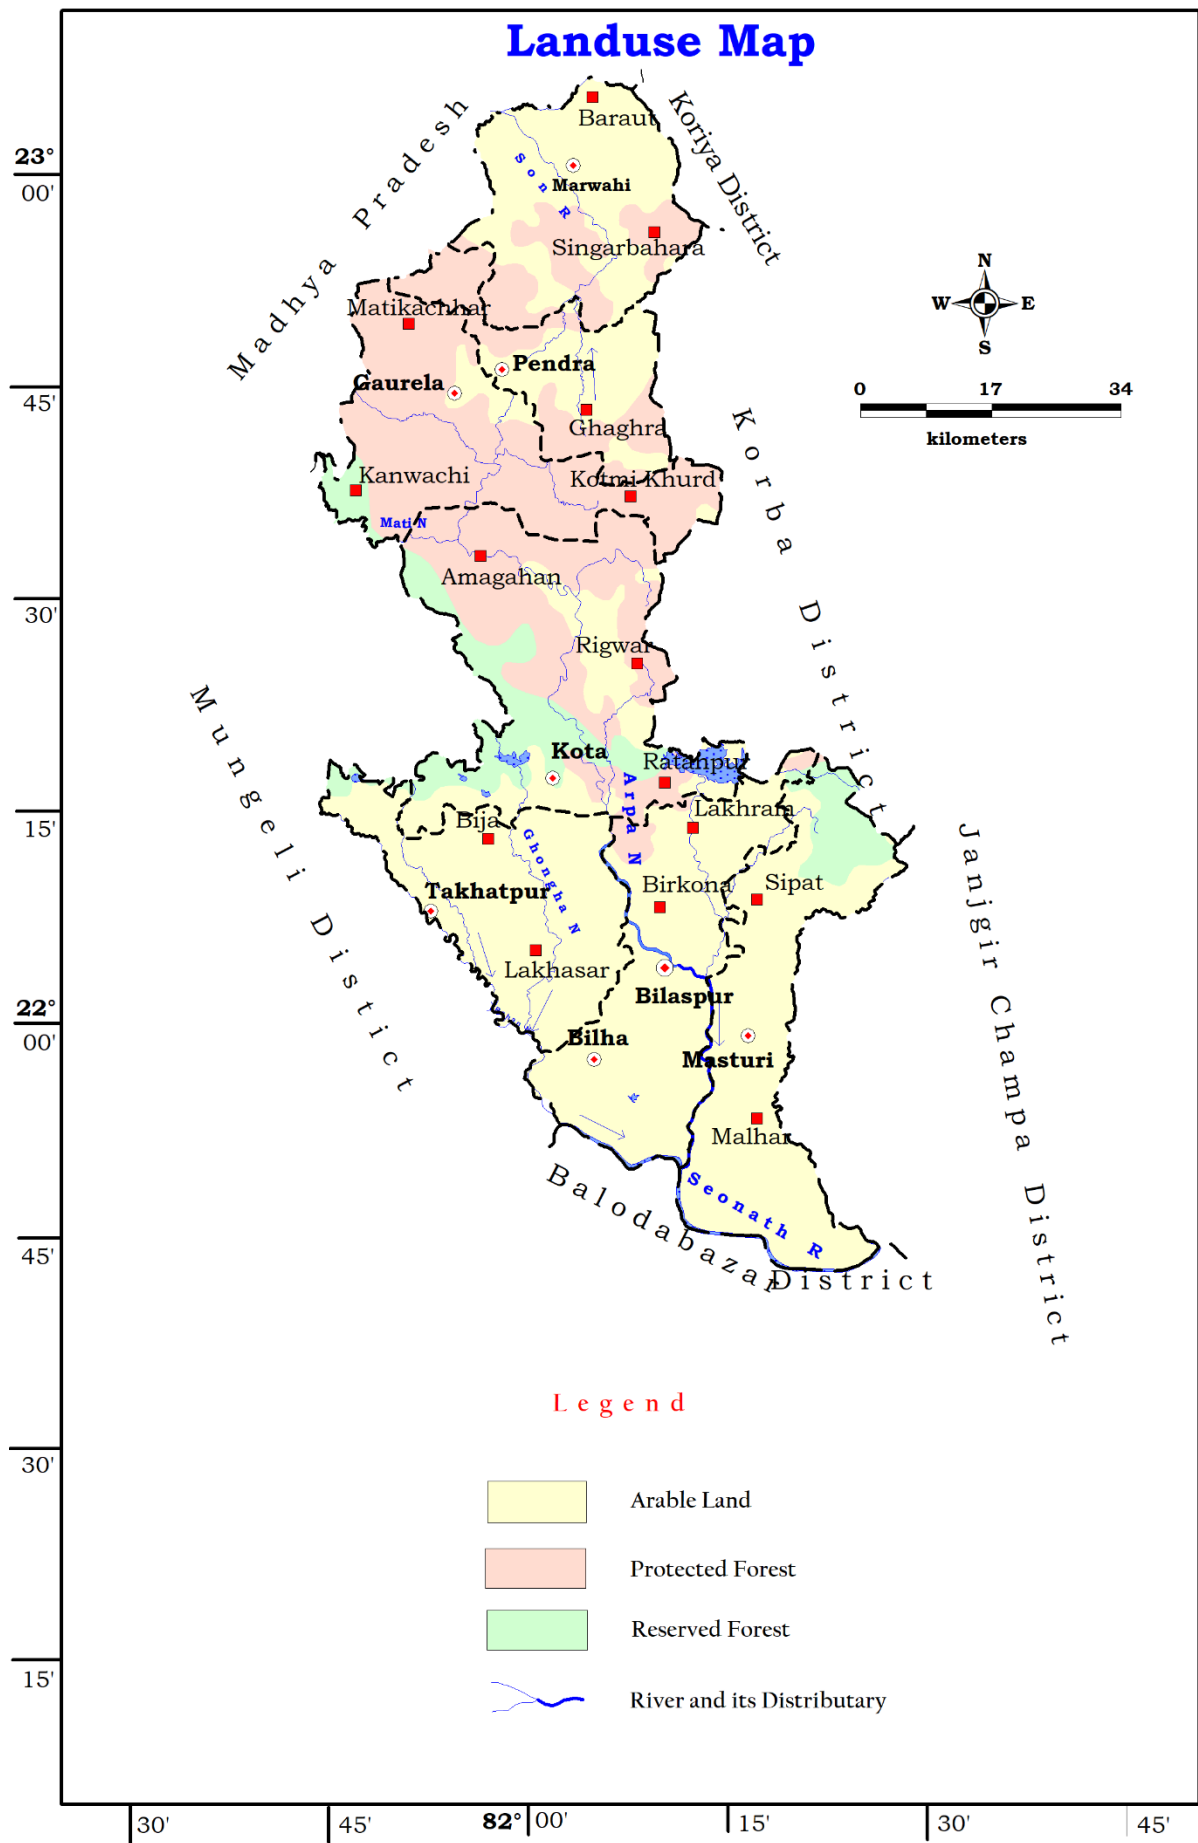 Landuse Map
Baraut
Koriya District
Madhya Pradesh
23°
00'
Son R
Marwahi
Singarbahara
N
W E
S
Matikachhar
Pendra
Gaurela
45'
0 17 34
kilometers
Ghaghra
Korba District
Kanwachi
Kotmi Khurd
Mati N
Amagahan
30'
Rigwar
Mungeli District
Kota
Ratanpur
Arpa N
Lakhram
15'
Bija
Ghongha N
Janjgir Champa District
Takhatpur
Birkona
Sipat
Lakhasar
Bilaspur
22°
00'
Bilha
Masturi
Malhar
Seonath R
Balodabazar District
45'
Legend
30'
Arable Land
Protected Forest
Reserved Forest
15'
River and its Distributary
30' 45' 82° 00' 15' 30' 45'